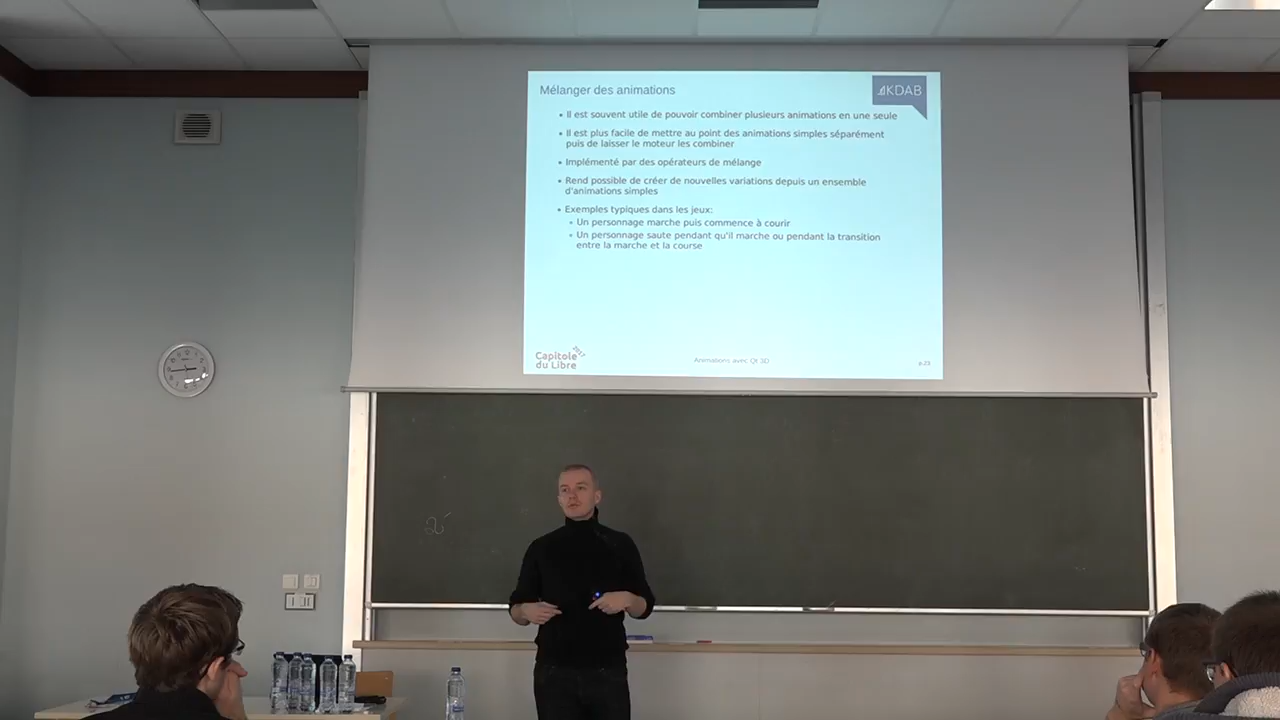 Mélanger des animations
KDAB
• Il est souvent utile de pouvoir combiner plusieurs animations en une seule
• Il est plus facile de mettre au point des animations simples séparément
puis de laisser le moteur les combiner
• Implémenté par des opérateurs de mélange
• Rend possible de créer de nouvelles variations depuis un ensemble
d'animations simples
• Exemples typiques dans les jeux:
• Un personnage marche puis commence à courir
• Un personnage saute pendant qu'il marche ou pendant la transition
entre la marche et la course
Capitole 2017
du Libre
Animations avec Qt 3D
p.23